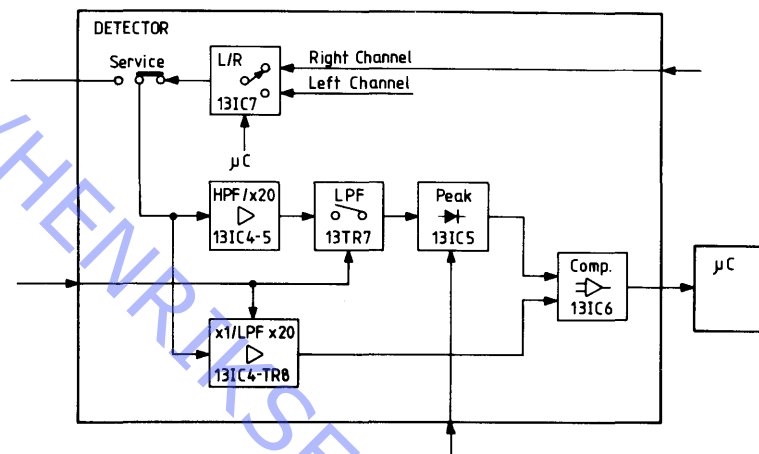 DETECTOR
Service
L/R
13IC7
Right Channel
Left Channel
µC
HPF/x20
13IC4-5
LPF
13TR7
Peak
13IC5
Comp.
13IC6
µC
x1/LPF x20
13IC4-TR8
/HENRIKSE